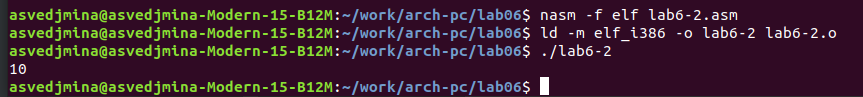 asvedjmina@asvedjmina-Modern-15-B12M:~/work/arch-pc/lab06$ nasm -f elf lab6-2.asm
asvedjmina@asvedjmina-Modern-15-B12M:~/work/arch-pc/lab06$ ld -m elf_i386 -o lab6-2 lab6-2.o
asvedjmina@asvedjmina-Modern-15-B12M:~/work/arch-pc/lab06$ ./lab6-2
10
asvedjmina@asvedjmina-Modern-15-B12M:~/work/arch-pc/lab06$